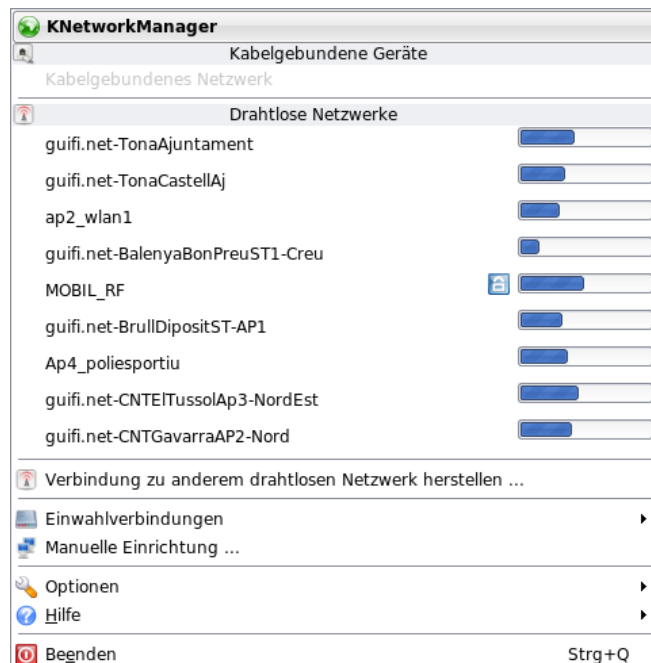 KNetworkManager
Kabelgebundene Geräte
Kabelgebundenes Netzwerk
Drahtlose Netzwerke
guifi.net-TonaAjuntament
guifi.net-TonaCastellAj
ap2_wlan1
guifi.net-BalenyaBonPreuST1-Creu
MOBIL_RF
guifi.net-BrullDipositST-AP1
Ap4_poliesportiu
guifi.net-CNTElTussolAp3-NordEst
guifi.net-CNTGavarraAP2-Nord
Verbindung zu anderem drahtlosen Netzwerk herstellen ...
Einwahlverbindungen
Manuelle Einrichtung ...
Optionen
Hilfe
Beenden Strg+Q